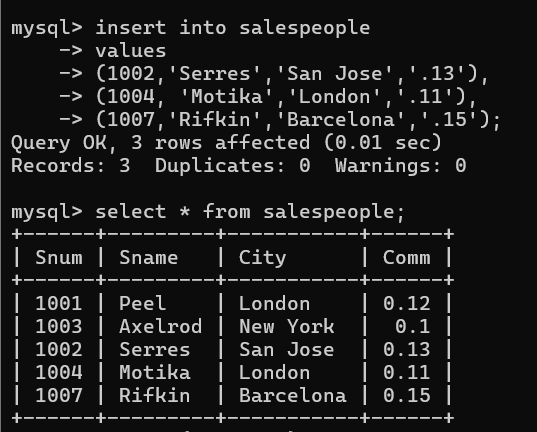 mysql> insert into salespeople
    -> values
    -> (1002,'Serres','San Jose','.13'),
    -> (1004, 'Motika','London','.11'),
    -> (1007,'Rifkin','Barcelona','.15');
Query OK, 3 rows affected (0.01 sec)
Records: 3  Duplicates: 0  Warnings: 0
mysql> select * from salespeople;
+------+---------+-----------+------+
| Snum | Sname   | City      | Comm |
+------+---------+-----------+------+
| 1001 | Peel    | London    | 0.12 |
| 1003 | Axelrod | New York  |  0.1 |
| 1002 | Serres  | San Jose  | 0.13 |
| 1004 | Motika  | London    | 0.11 |
| 1007 | Rifkin  | Barcelona | 0.15 |
+------+---------+-----------+------+